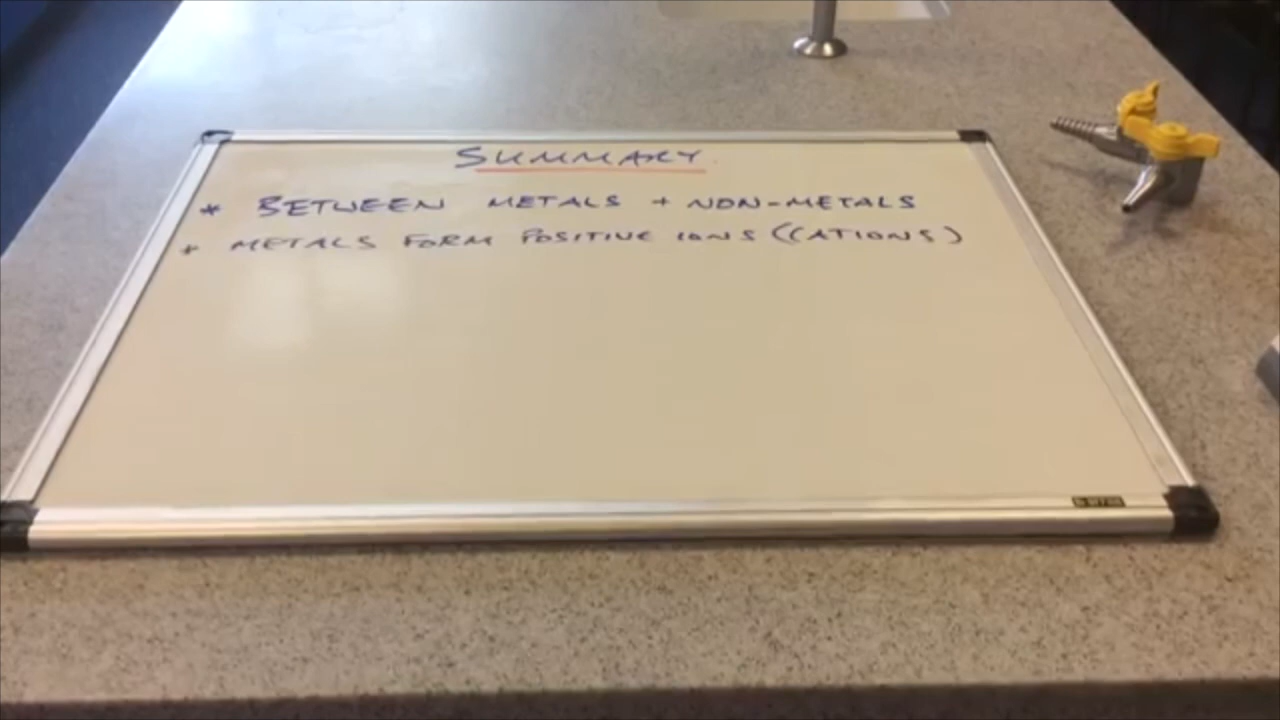 SUMMARY
* BETWEEN METALS + NON-METALS
* METALS FORM POSITIVE IONS (CATIONS)